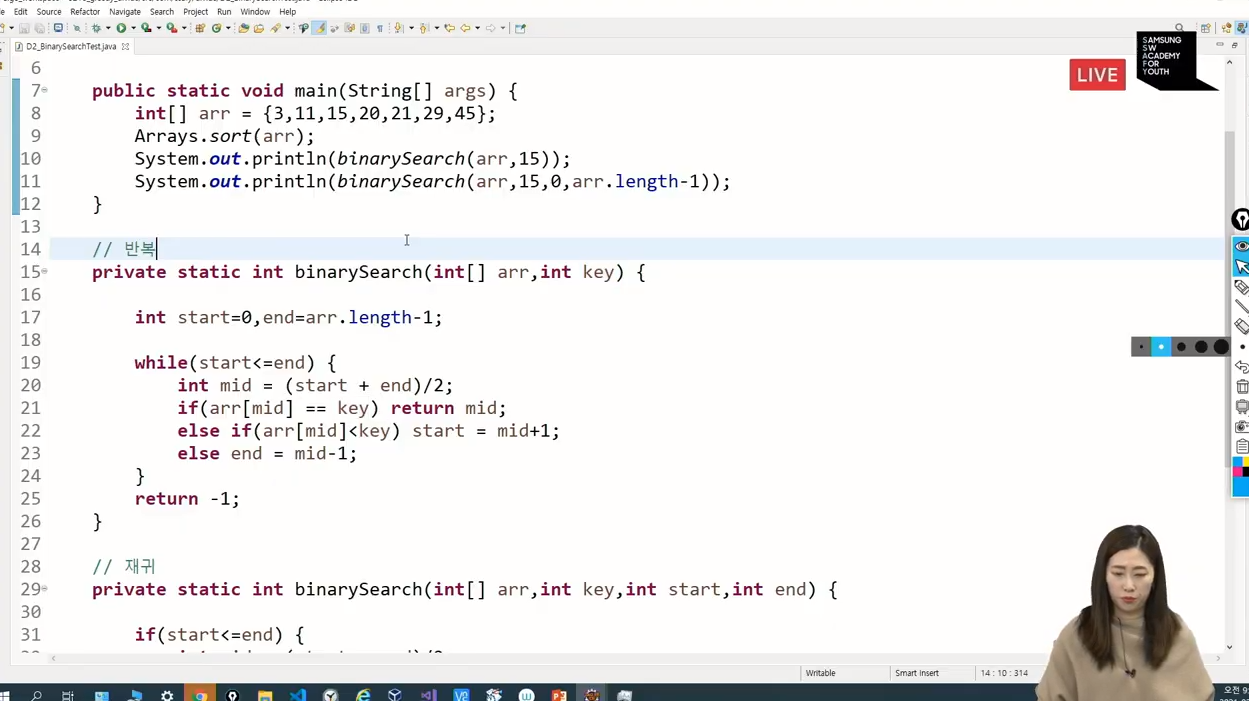 Edit Source Refactor Navigate Search Project Run Window Help
D2_BinarySearchTest.java
SAMSUNG
SW
ACADEMY
FOR
YOUTH
LIVE
6
7 public static void main(String[] args) {
8 int[] arr = {3,11,15,20,21,29,45};
9 Arrays.sort(arr);
10 System.out.println(binarySearch(arr,15));
11 System.out.println(binarySearch(arr,15,0,arr.length-1));
12 }
13
14 // 반복
15 private static int binarySearch(int[] arr,int key) {
16
17 int start=0,end=arr.length-1;
18
19 while(start<=end) {
20 int mid = (start + end)/2;
21 if(arr[mid] == key) return mid;
22 else if(arr[mid]<key) start = mid+1;
23 else end = mid-1;
24 }
25 return -1;
26 }
27
28 // 재귀
29 private static int binarySearch(int[] arr,int key,int start,int end) {
30
31 if(start<=end) {
Writable Smart Insert 14 : 10 : 314
오전 9: